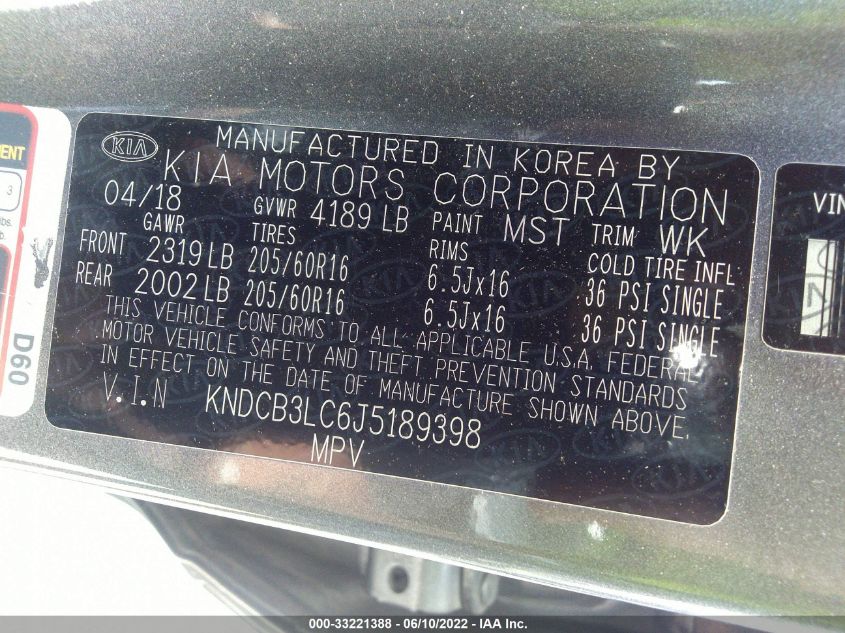 KIA
MANUFACTURED IN KOREA BY
KIA MOTORS CORPORATION
04/18 GVWR 4189 LB PAINT MST TRIM WK
GAWR TIRES RIMS COLD TIRE INFL
FRONT 2319 LB 205/60R16 6.5Jx16 36 PSI SINGLE
REAR 2002 LB 205/60R16 6.5Jx16 36 PSI SINGLE
THIS VEHICLE CONFORMS TO ALL APPLICABLE U.S.A. FEDERAL
MOTOR VEHICLE SAFETY AND THEFT PREVENTION STANDARDS
IN EFFECT ON THE DATE OF MANUFACTURE SHOWN ABOVE.
V.I.N KNDCB3LC6J5189398
MPV
D60
VIN
000-33221388 - 06/10/2022 - IAA Inc.